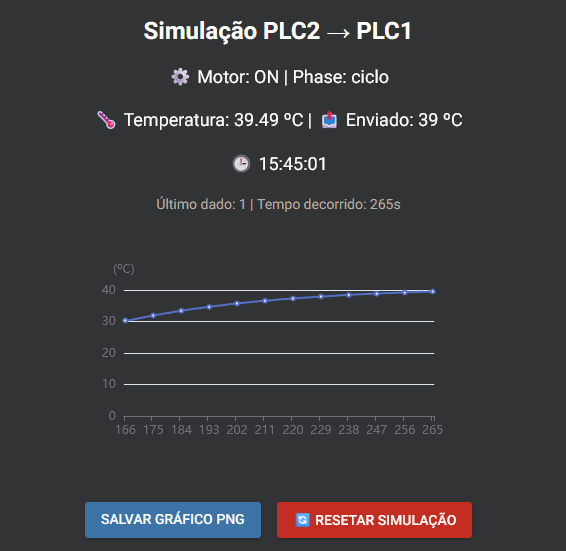 Simulação PLC2 → PLC1
⚙️ Motor: ON | Phase: ciclo
🌡️ Temperatura: 39.49 ºC | 📤 Enviado: 39 ºC
🕒 15:45:01
Último dado: 1 | Tempo decorrido: 265s
(ºC)
40
30
20
10
0
166 175 184 193 202 211 220 229 238 247 256 265
SALVAR GRÁFICO PNG
🔄 RESETAR SIMULAÇÃO